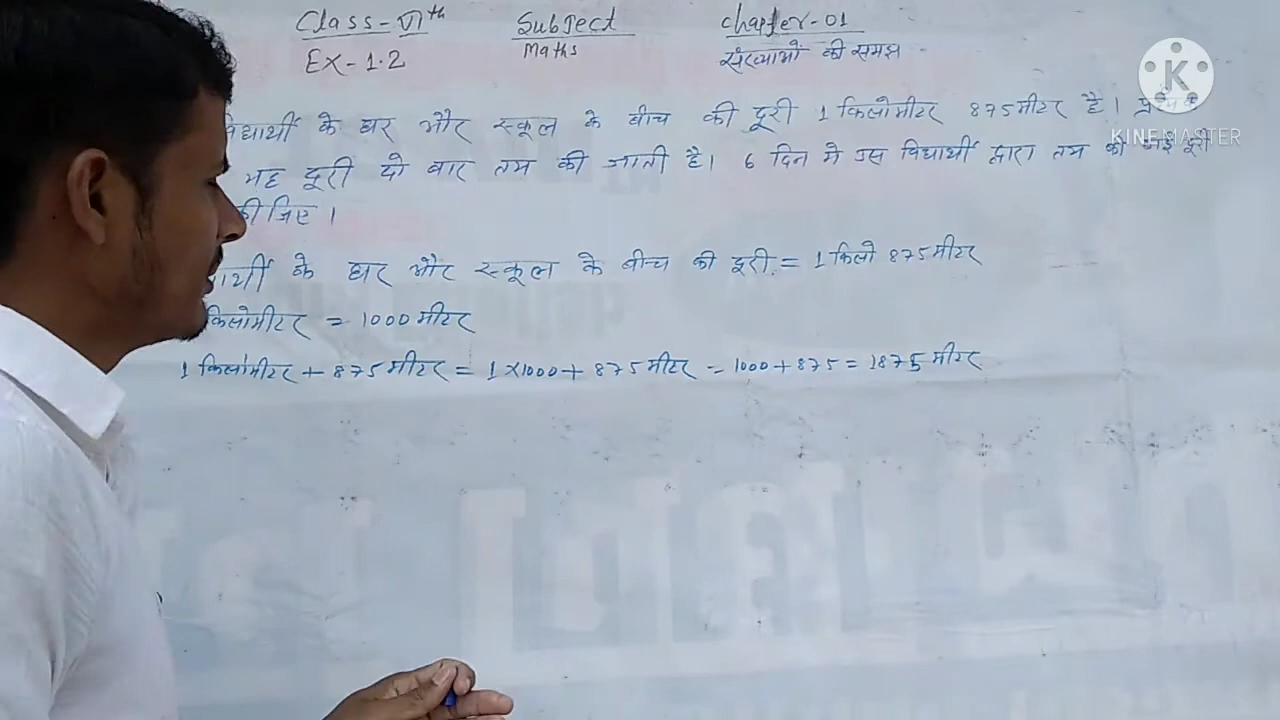 Class-VIth Subject Chapter-01
Ex-1.2 Maths संख्याओं की समझ
के घर और स्कूल के बीच की दूरी 1 किलोमीटर 875 मीटर है।
यह दूरी दो बार तय की जाती है। 6 दिन मे उस विद्यार्थी द्वारा तय की गई दूरी
कीजिए।
के घर और स्कूल के बीच की दूरी = 1 किलो 875 मीटर
किलोमीटर = 1000 मीटर
1 किलोमीटर + 875 मीटर = 1×1000 + 875 मीटर = 1000+875 = 1875 मीटर
K
KINEMASTER